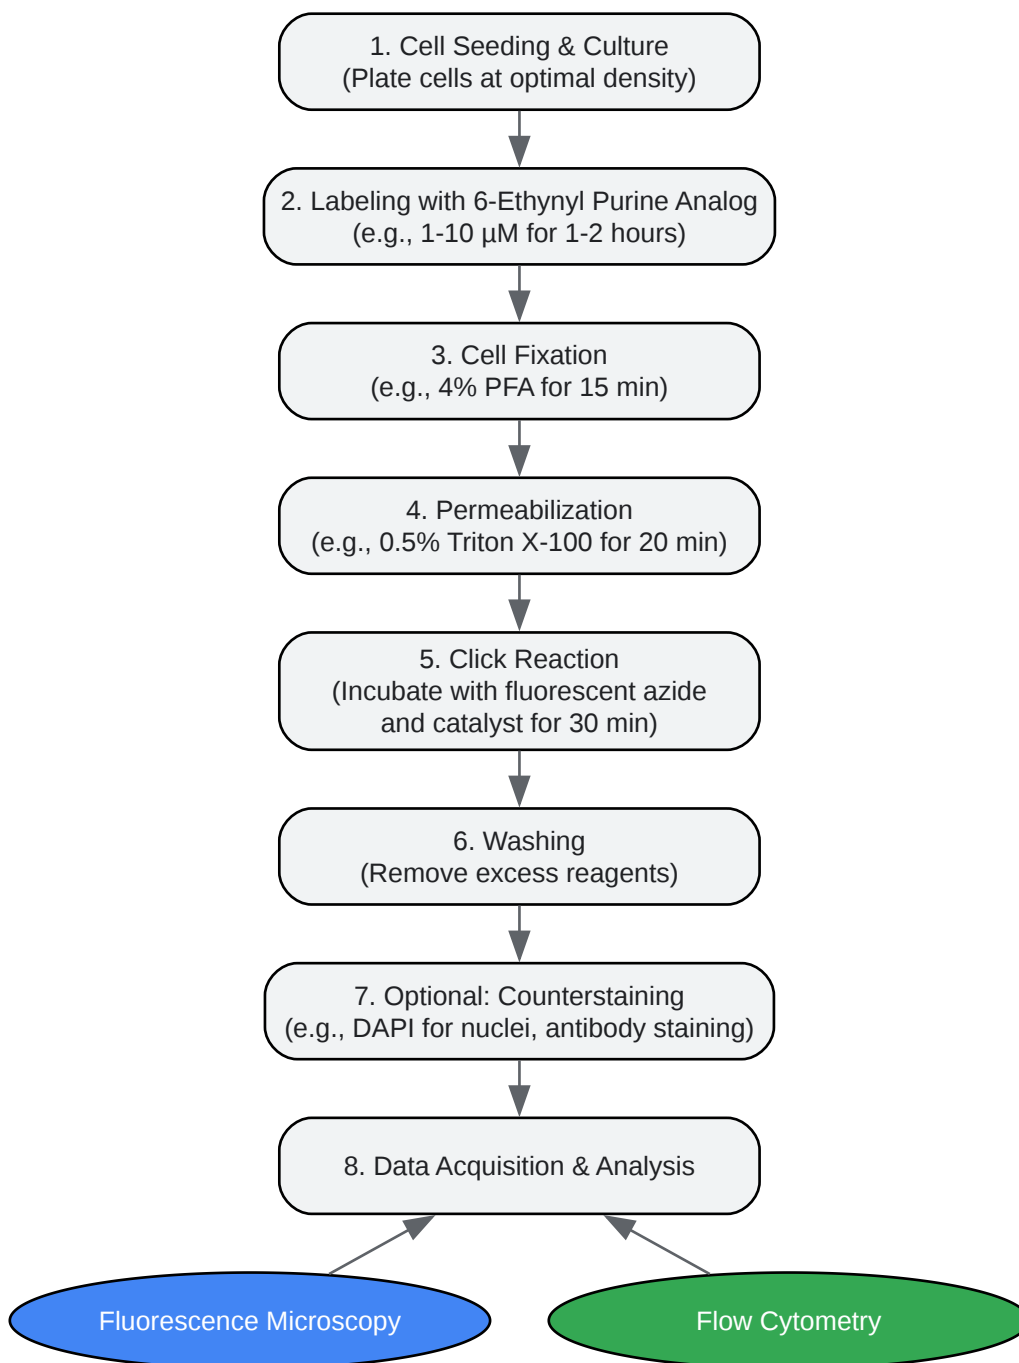 1. Cell Seeding & Culture
(Plate cells at optimal density)
2. Labeling with 6-Ethynyl Purine Analog
(e.g., 1-10 µM for 1-2 hours)
3. Cell Fixation
(e.g., 4% PFA for 15 min)
4. Permeabilization
(e.g., 0.5% Triton X-100 for 20 min)
5. Click Reaction
(Incubate with fluorescent azide
and catalyst for 30 min)
6. Washing
(Remove excess reagents)
7. Optional: Counterstaining
(e.g., DAPI for nuclei, antibody staining)
8. Data Acquisition & Analysis
Fluorescence Microscopy
Flow Cytometry